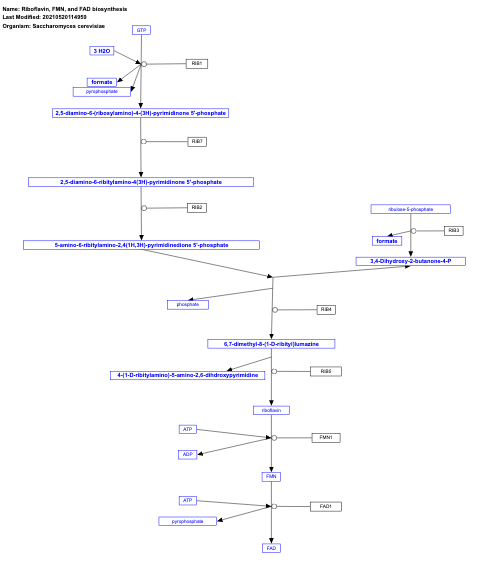 Name: Riboflavin, FMN, and FAD biosynthesis
Last Modified: 20210520114959
Organism: Saccharomyces cerevisiae
GTP
3 H2O
RIB1
formate
pyrophosphate
2,5-diamino-6-(ribosylamino)-4-(3H)-pyrimidinone 5'-phosphate
RIB7
2,5-diamino-6-ribitylamino-4(3H)-pyrimidinone 5'-phosphate
RIB2
ribulose-5-phosphate
RIB3
formate
5-amino-6-ribitylamino-2,4(1H,3H)-pyrimidinedione 5'-phosphate
3,4-Dihydroxy-2-butanone-4-P
phosphate
RIB4
6,7-dimethyl-8-(1-D-ribityl)lumazine
4-(1-D-ribitylamino)-5-amino-2,6-dihdroxypyrimidine
RIB5
riboflavin
ATP
FMN1
ADP
FMN
ATP
FAD1
pyrophosphate
FAD